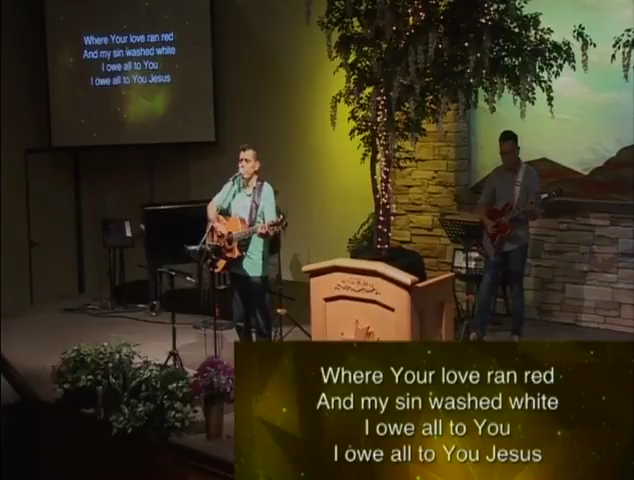 Where Your love ran red
And my sin washed white
I owe all to You
I owe all to You Jesus
Where Your love ran red
And my sin washed white
I owe all to You
I owe all to You Jesus